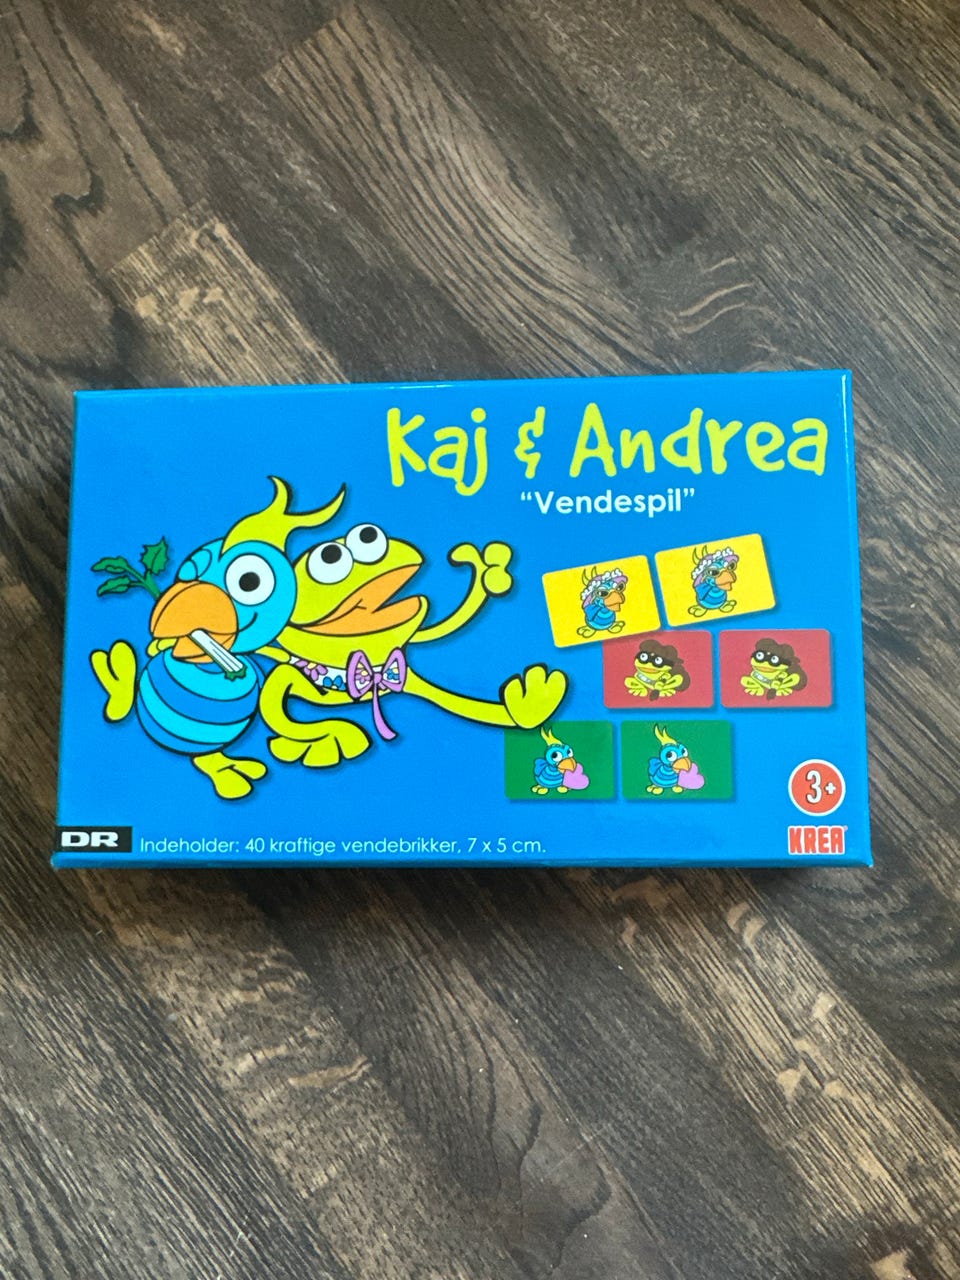 Kaj & Andrea
“Vendespil”
3+
KREA
DR
Indeholder: 40 kraftige vendebrikker, 7 x 5 cm.